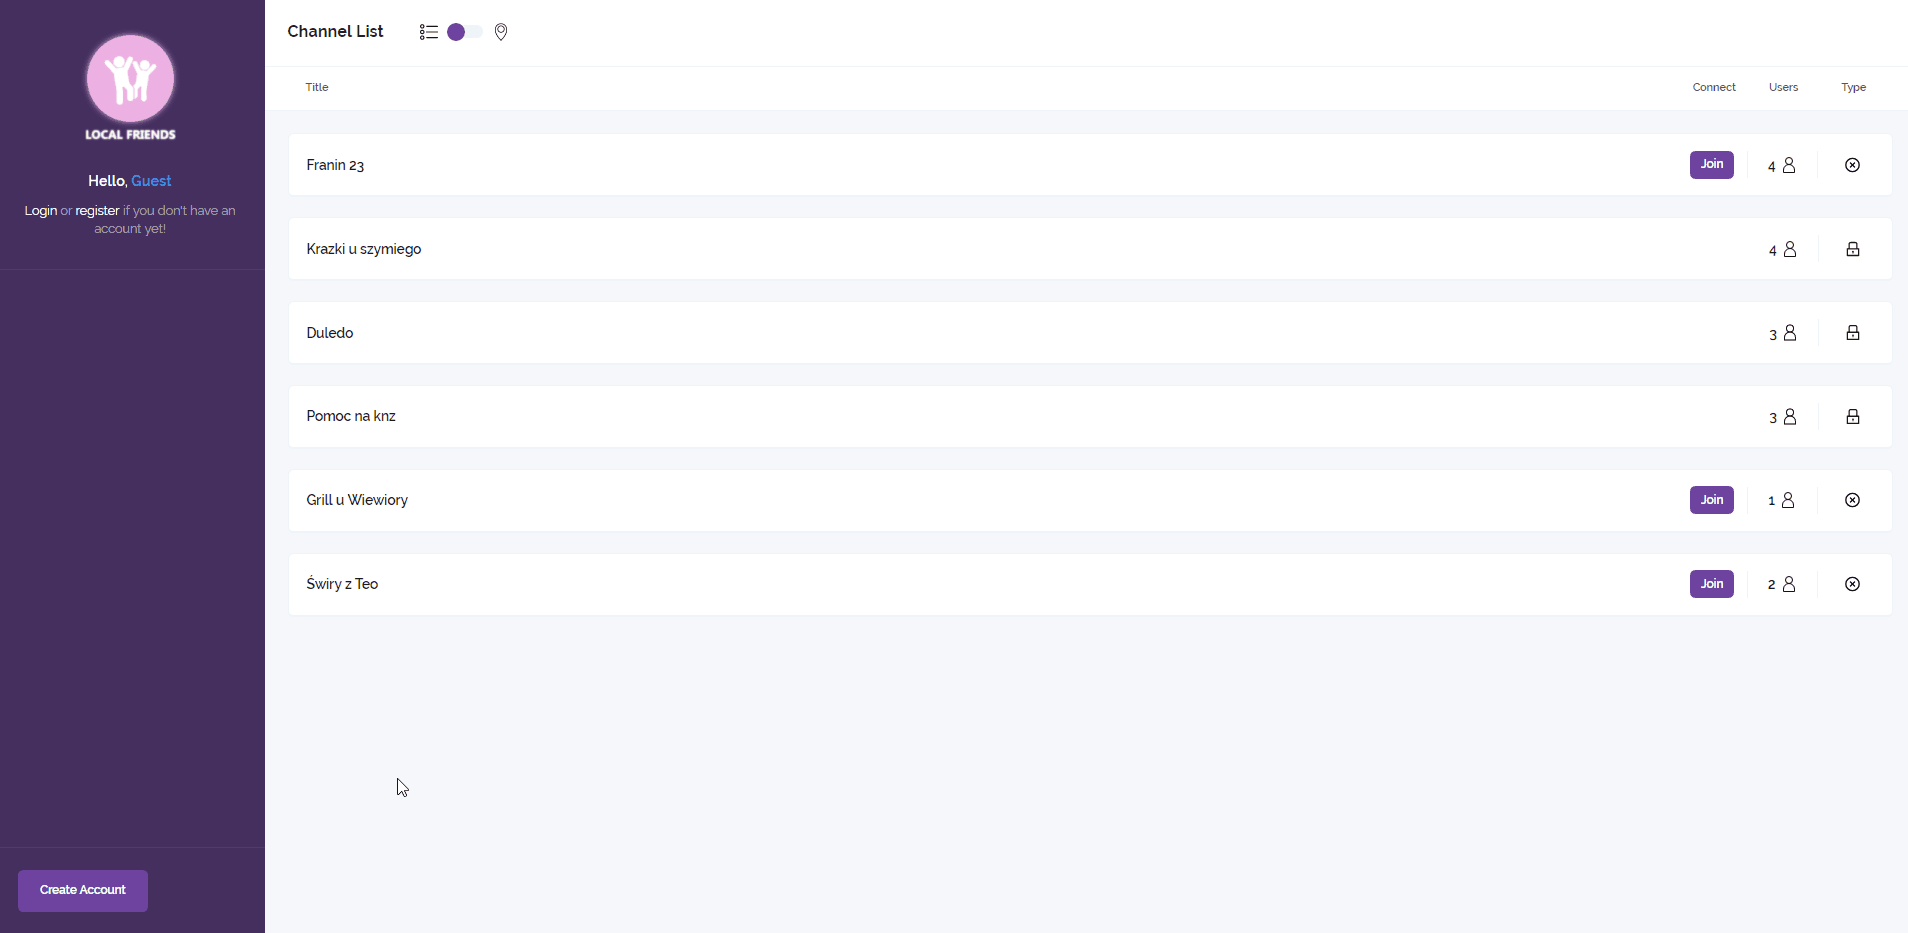 LOCAL FRIENDS
Hello, Guest
Login or register if you don't have an
account yet!
Create Account
Channel List
Title Connect Users Type
Franin 23 Join 4
Krazki u szymiego 4
Duledo 3
Pomoc na knz 3
Grill u Wiewiory Join 1
Świry z Teo Join 2